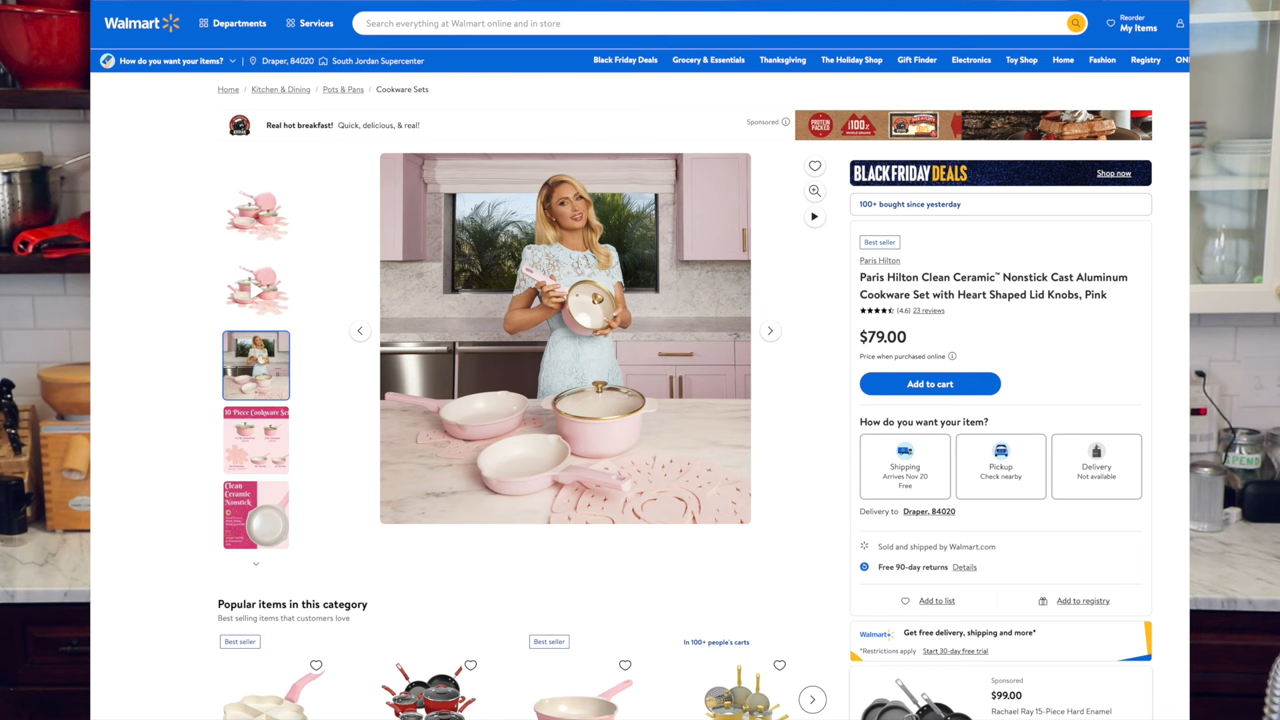 Walmart
Departments
Services
Search everything at Walmart online and in store
Reorder
My Items
How do you want your items?
Draper, 84020
South Jordan Supercenter
Black Friday Deals
Grocery & Essentials
Thanksgiving
The Holiday Shop
Gift Finder
Electronics
Toy Shop
Home
Fashion
Registry
ON
Home / Kitchen & Dining / Pots & Pans / Cookware Sets
Real hot breakfast! Quick, delicious, & real!
Sponsored
PROTEIN
PACKED
100%
WHOLE GRAINS
BLACK FRIDAY DEALS
Shop now
100+ bought since yesterday
Best seller
Paris Hilton
Paris Hilton Clean Ceramic™ Nonstick Cast Aluminum
Cookware Set with Heart Shaped Lid Knobs, Pink
(4.6) 23 reviews
$79.00
Price when purchased online
Add to cart
How do you want your item?
Shipping
Arrives Nov 20
Free
Pickup
Check nearby
Delivery
Not available
Delivery to Draper, 84020
Sold and shipped by Walmart.com
Free 90-day returns Details
Add to list
Add to registry
Walmart+
Get free delivery, shipping and more*
*Restrictions apply
Start 30-day free trial
Sponsored
$99.00
Rachael Ray 15-Piece Hard Enamel
10 Piece Cookware Set
Clean
Ceramic
Nonstick
Popular items in this category
Best selling items that customers love
Best seller
Best seller
In 100+ people's carts
SPEND